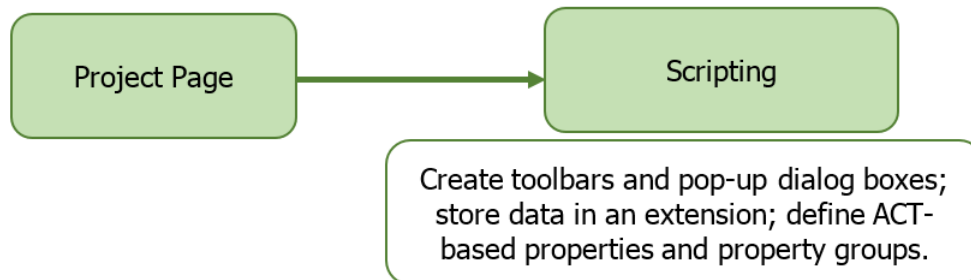 Project Page
Scripting
Create toolbars and pop-up dialog boxes;
store data in an extension; define ACT-
based properties and property groups.